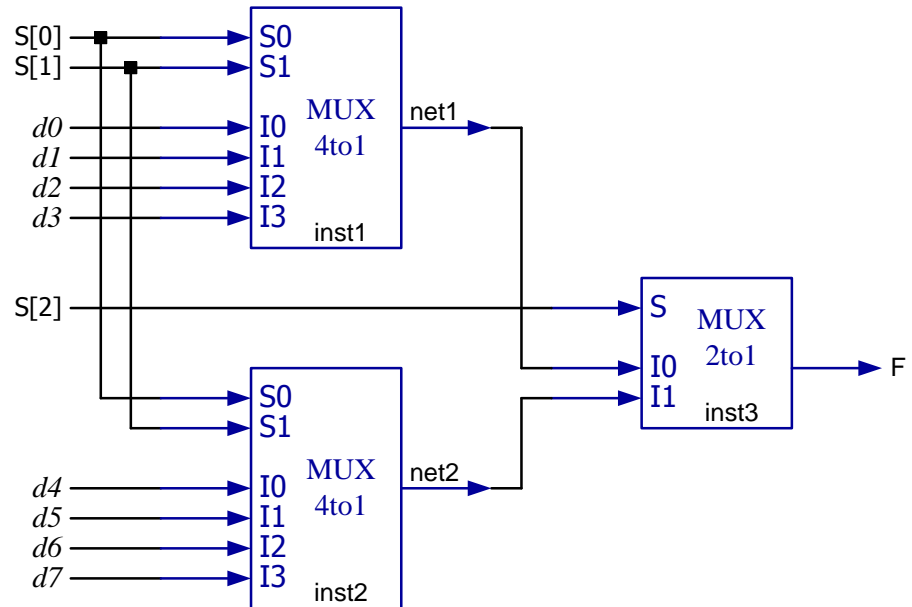 S[0]
S[1]
d0
d1
d2
d3
S0
S1
I0
I1
I2
I3
MUX
4to1
inst1
net1
S[2]
S
I0
I1
MUX
2to1
inst3
F
d4
d5
d6
d7
S0
S1
I0
I1
I2
I3
MUX
4to1
inst2
net2